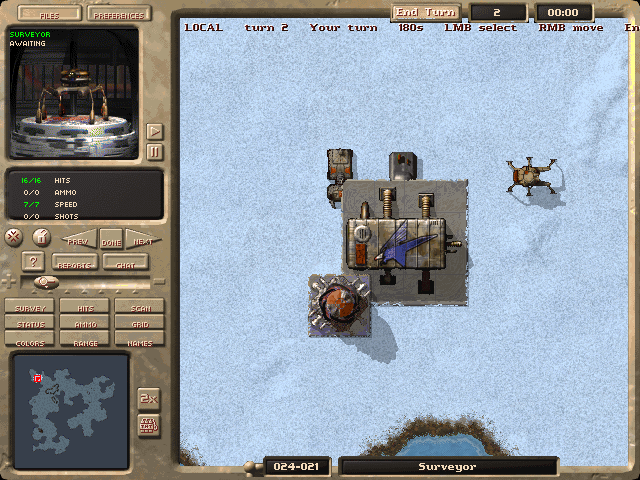 FILES PREFERENCES End Turn 2 00:00
LOCAL turn 2 Your turn 180s LMB select RMB move En
SURVEYOR
AWAITING
16/16 HITS
0/0 AMMO
7/7 SPEED
0/0 SHOTS
PREV DONE NEXT
? REPORTS CHAT
SURVEY HITS SCAN
STATUS AMMO GRID
COLORS RANGE NAMES
2x
024-021 Surveyor